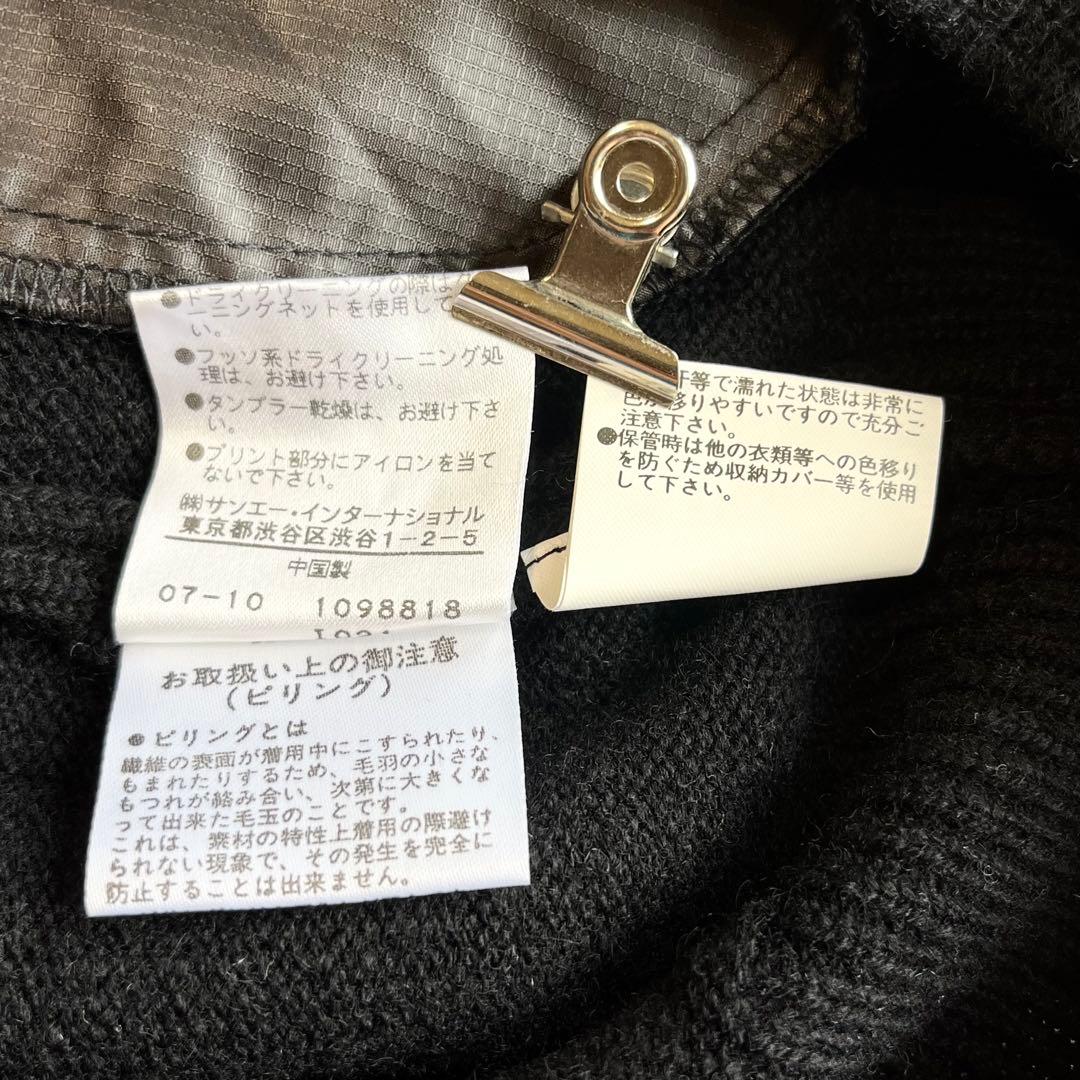 ドライクリーニングの際は
ーニングネットを使用して
い。
●フッソ系ドライクリーニング処
理は、お避け下さい。
●タンブラー乾燥は、お避け下さ
い。
●プリント部分にアイロンを当て
ないで下さい。
㈱サンエー・インターナショナル
東京都渋谷区渋谷1-2-5
中国製
07-10 1098818
お取扱い上の御注意
(ピリング)
●ピリングとは
繊維の表面が着用中にこすられたり、
もまれたりするため、毛羽の小さな
もつれが絡み合い、次第に大きくな
って出来た毛玉のことです。
これは、素材の特性上着用の際避け
られない現象で、その発生を完全に
防止することは出来ません。
汗等で濡れた状態は非常に
色移りやすいですので充分ご
注意下さい。
●保管時は他の衣類等への色移り
を防ぐため収納カバー等を使用
して下さい。